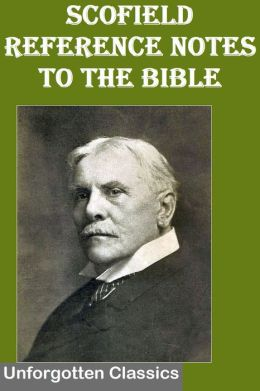 SCOFIELD
REFERENCE NOTES
TO THE BIBLE
Unforgotten Classics